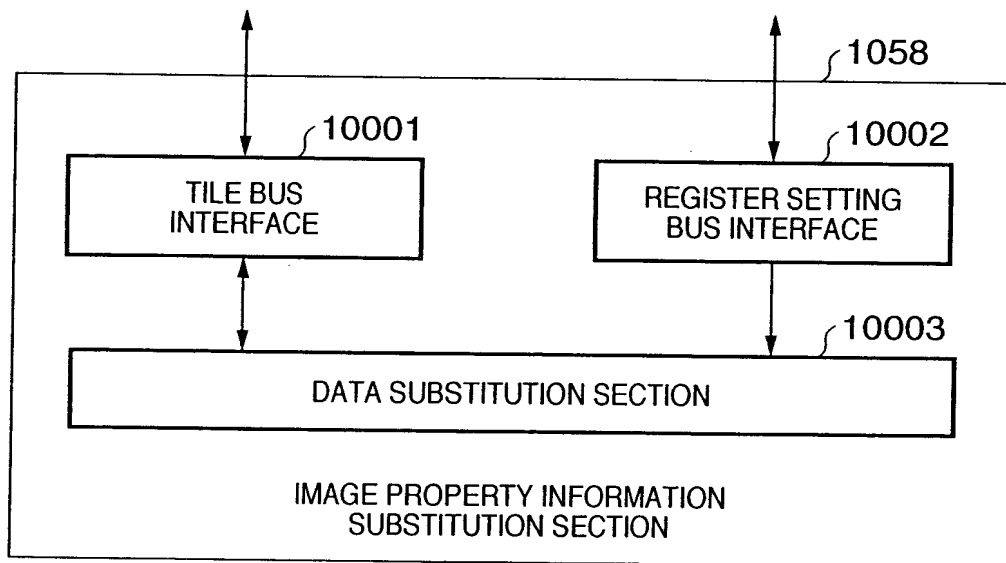 1058
10001
10002
TILE BUS
INTERFACE
REGISTER SETTING
BUS INTERFACE
10003
DATA SUBSTITUTION SECTION
IMAGE PROPERTY INFORMATION
SUBSTITUTION SECTION